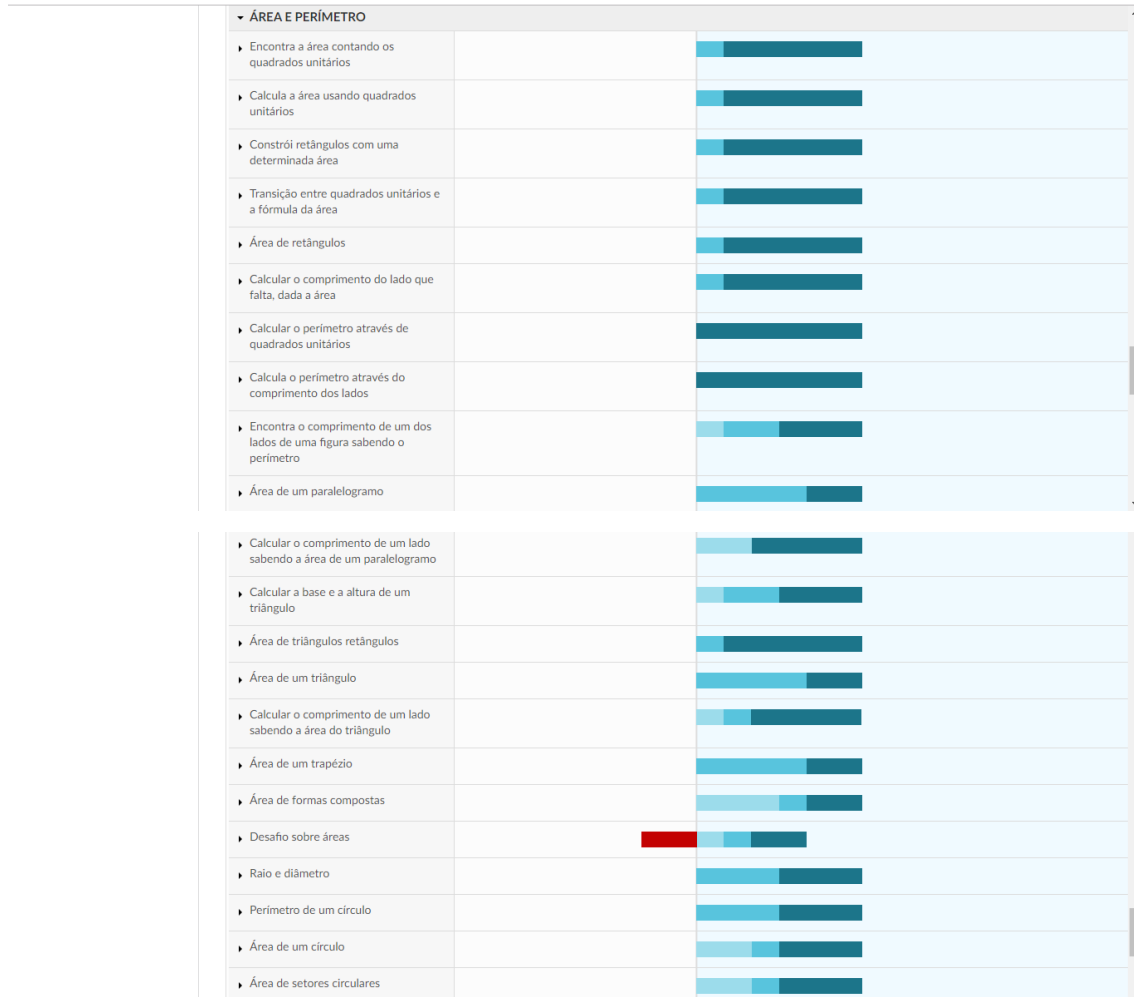 ÁREA E PERÍMETRO
Encontra a área contando os
quadrados unitários
Calcula a área usando quadrados
unitários
Constrói retângulos com uma
determinada área
Transição entre quadrados unitários e
a fórmula da área
Área de retângulos
Calcular o comprimento do lado que
falta, dada a área
Calcular o perímetro através de
quadrados unitários
Calcula o perímetro através do
comprimento dos lados
Encontra o comprimento de um dos
lados de uma figura sabendo o
perímetro
Área de um paralelogramo
Calcular o comprimento de um lado
sabendo a área de um paralelogramo
Calcular a base e a altura de um
triângulo
Área de triângulos retângulos
Área de um triângulo
Calcular o comprimento de um lado
sabendo a área do triângulo
Área de um trapézio
Área de formas compostas
Desafio sobre áreas
Raio e diâmetro
Perímetro de um círculo
Área de um círculo
Área de setores circulares